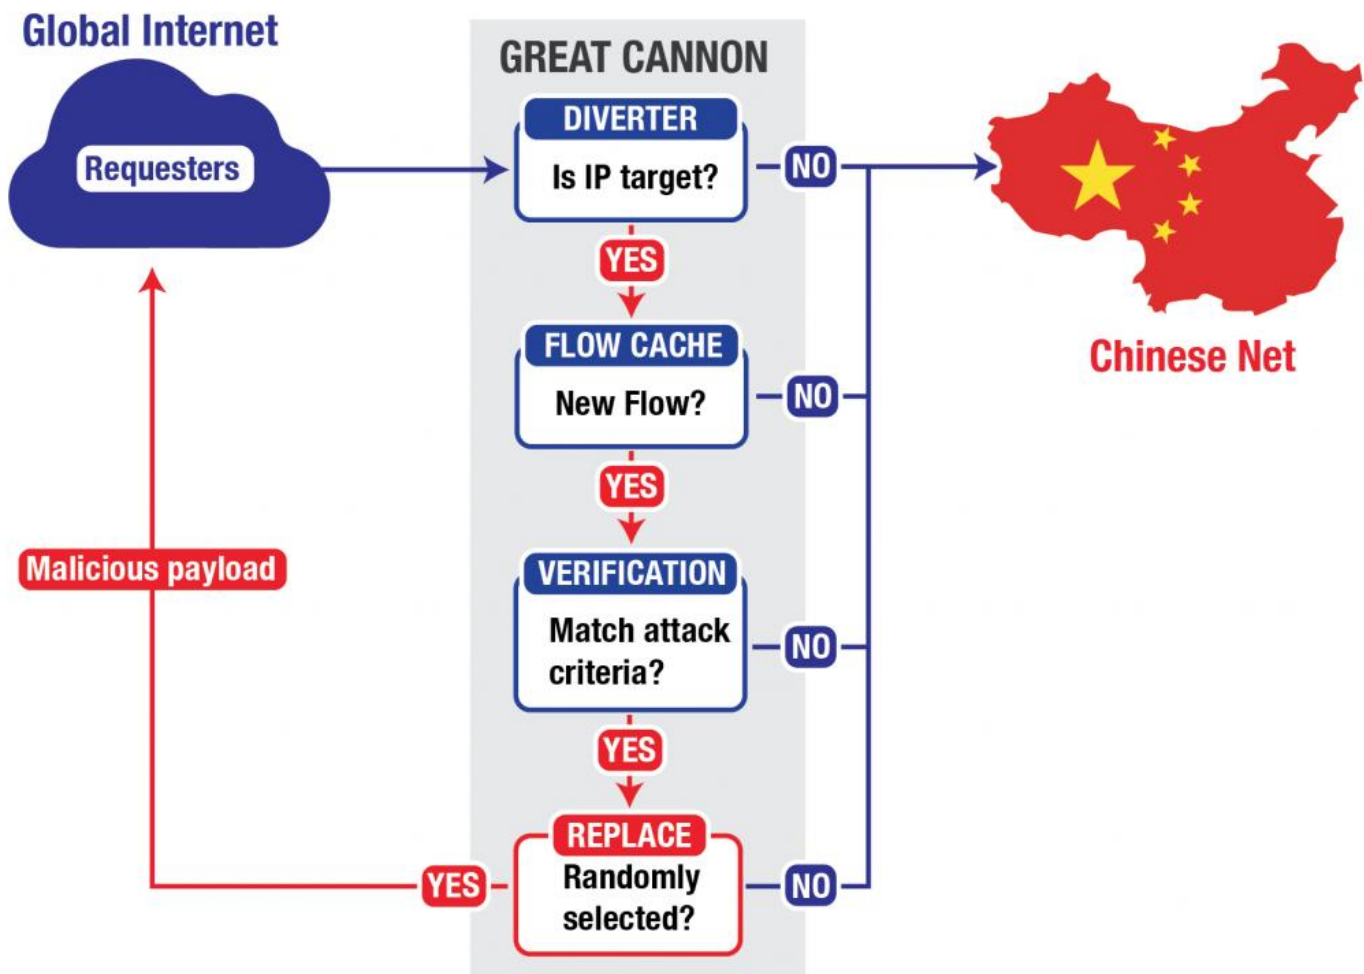 Global Internet
GREAT CANNON
DIVERTER
Requesters
Is IP target?
NO
YES
FLOW CACHE
New Flow?
NO
Chinese Net
YES
Malicious payload
VERIFICATION
Match attack
criteria?
NO
YES
REPLACE
Randomly
selected?
YES
NO